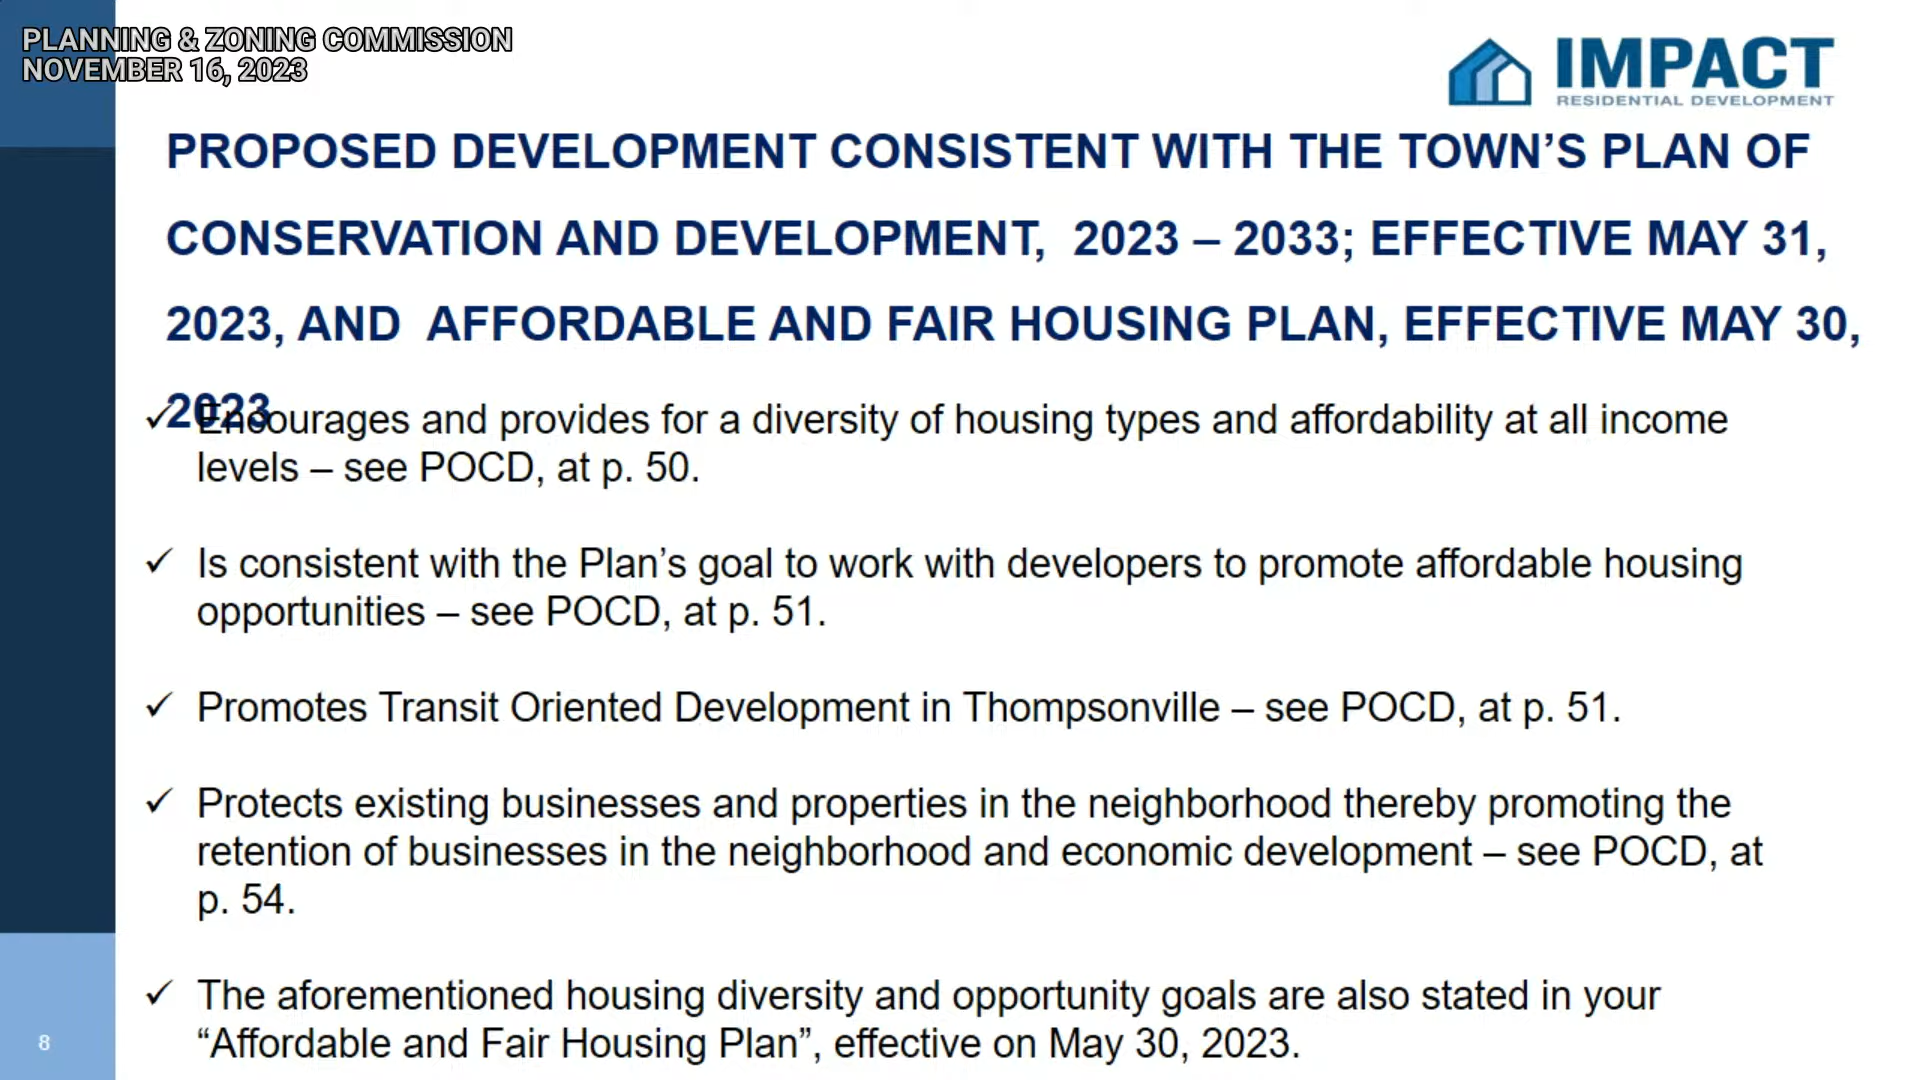 PLANNING & ZONING COMMISSION
NOVEMBER 16, 2023
IMPACT
RESIDENTIAL DEVELOPMENT
PROPOSED DEVELOPMENT CONSISTENT WITH THE TOWN’S PLAN OF
CONSERVATION AND DEVELOPMENT, 2023 – 2033; EFFECTIVE MAY 31,
2023, AND AFFORDABLE AND FAIR HOUSING PLAN, EFFECTIVE MAY 30,
2023
✓ Encourages and provides for a diversity of housing types and affordability at all income
levels – see POCD, at p. 50.
✓ Is consistent with the Plan’s goal to work with developers to promote affordable housing
opportunities – see POCD, at p. 51.
✓ Promotes Transit Oriented Development in Thompsonville – see POCD, at p. 51.
✓ Protects existing businesses and properties in the neighborhood thereby promoting the
retention of businesses in the neighborhood and economic development – see POCD, at
p. 54.
✓ The aforementioned housing diversity and opportunity goals are also stated in your
“Affordable and Fair Housing Plan”, effective on May 30, 2023.
8